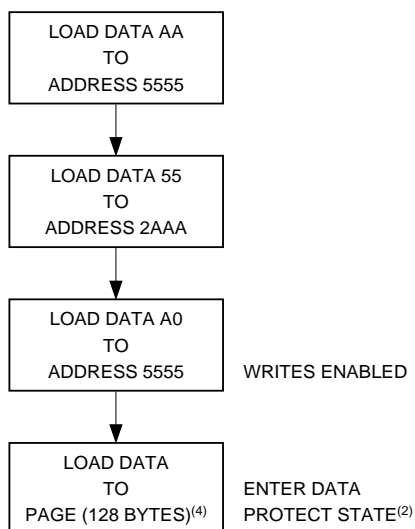 LOAD DATA AA
TO
ADDRESS 5555
LOAD DATA 55
TO
ADDRESS 2AAA
LOAD DATA A0
TO
ADDRESS 5555
WRITES ENABLED
LOAD DATA
TO
PAGE (128 BYTES)(4)
ENTER DATA
PROTECT STATE(2)